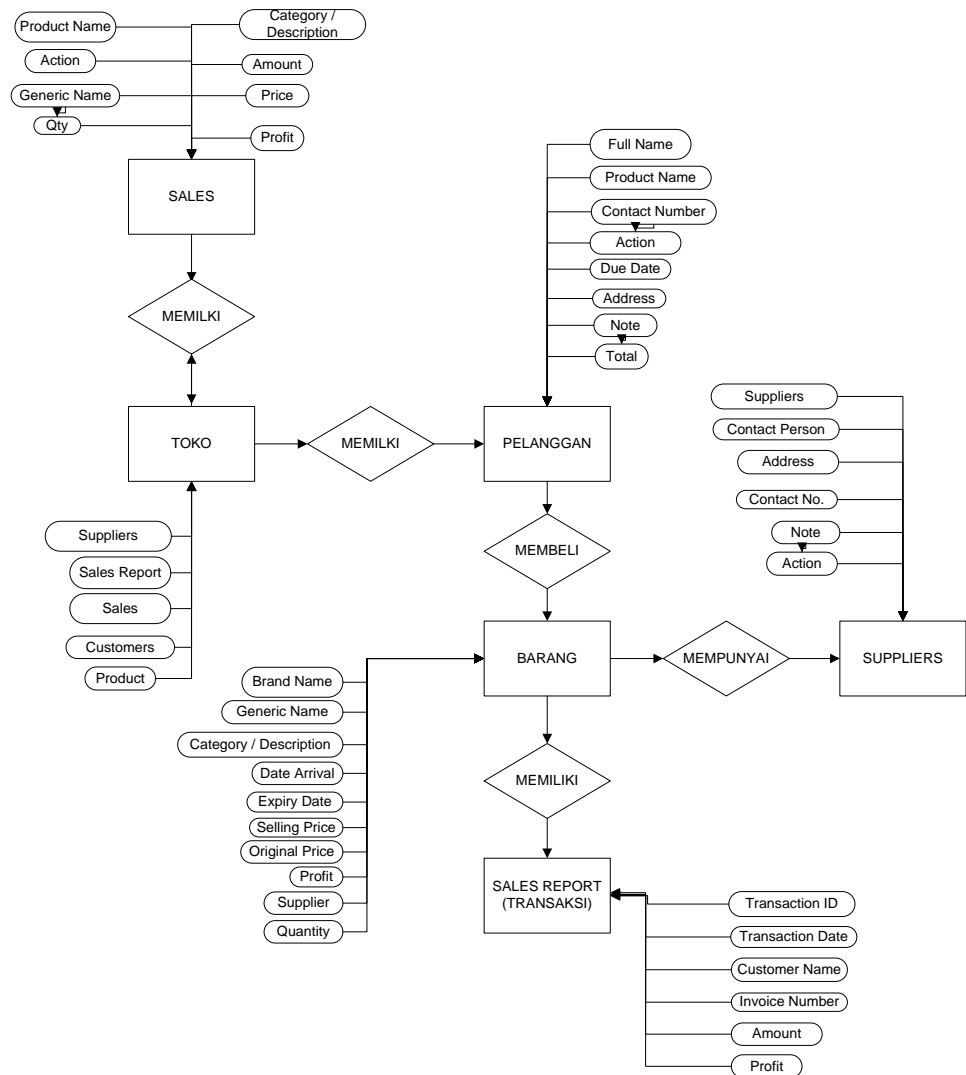 Product Name
Category /
Description
Action
Amount
Generic Name
Price
Qty
Profit
SALES
MEMILKI
TOKO
MEMILKI
Suppliers
Sales Report
Sales
Customers
Product
Full Name
Product Name
Contact Number
Action
Due Date
Address
Note
Total
PELANGGAN
MEMBELI
Suppliers
Contact Person
Address
Contact No.
Note
Action
BARANG
MEMPUNYAI
SUPPLIERS
Brand Name
Generic Name
Category / Description
Date Arrival
Expiry Date
Selling Price
Original Price
Profit
Supplier
Quantity
MEMILIKI
SALES REPORT
(TRANSAKSI)
Transaction ID
Transaction Date
Customer Name
Invoice Number
Amount
Profit